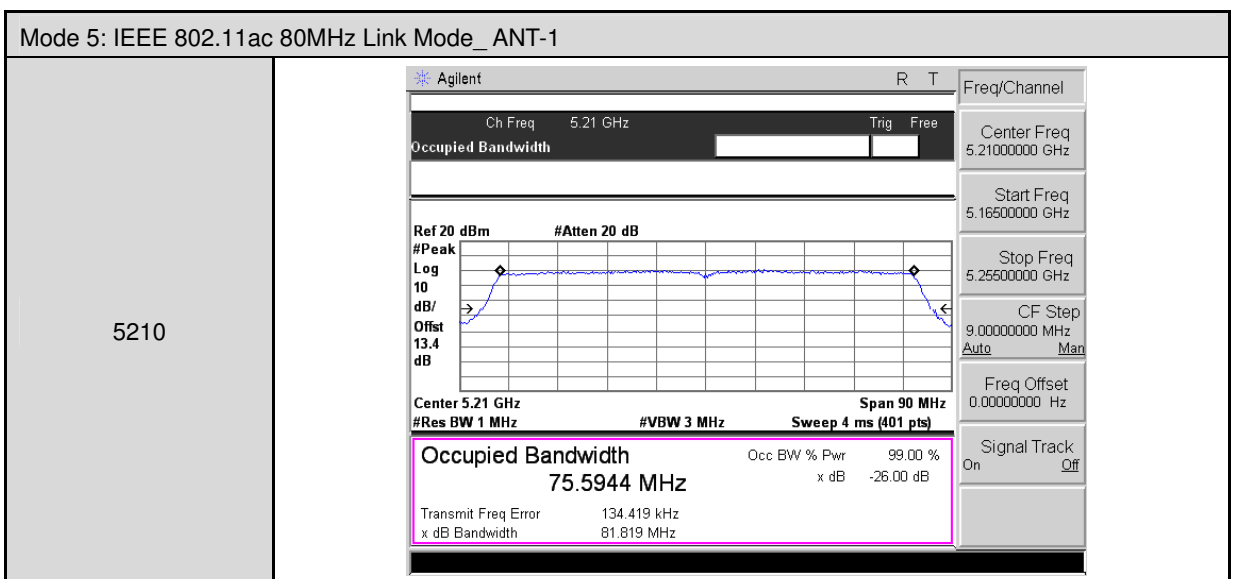 Mode 5: IEEE 802.11ac 80MHz Link Mode_ ANT-1
5210
Agilent
R T
Ch Freq 5.21 GHz
Trig Free
Occupied Bandwidth
Ref 20 dBm #Atten 20 dB
#Peak
Log
10
dB/
Offst
13.4
dB
Center 5.21 GHz
Span 90 MHz
#Res BW 1 MHz
#VBW 3 MHz
Sweep 4 ms (401 pts)
Occupied Bandwidth
75.5944 MHz
Occ BW % Pwr 99.00 %
x dB -26.00 dB
Transmit Freq Error 134.419 kHz
x dB Bandwidth 81.819 MHz
Freq/Channel
Center Freq
5.21000000 GHz
Start Freq
5.16500000 GHz
Stop Freq
5.25500000 GHz
CF Step
9.00000000 MHz
Auto Man
Freq Offset
0.00000000 Hz
Signal Track
On Off